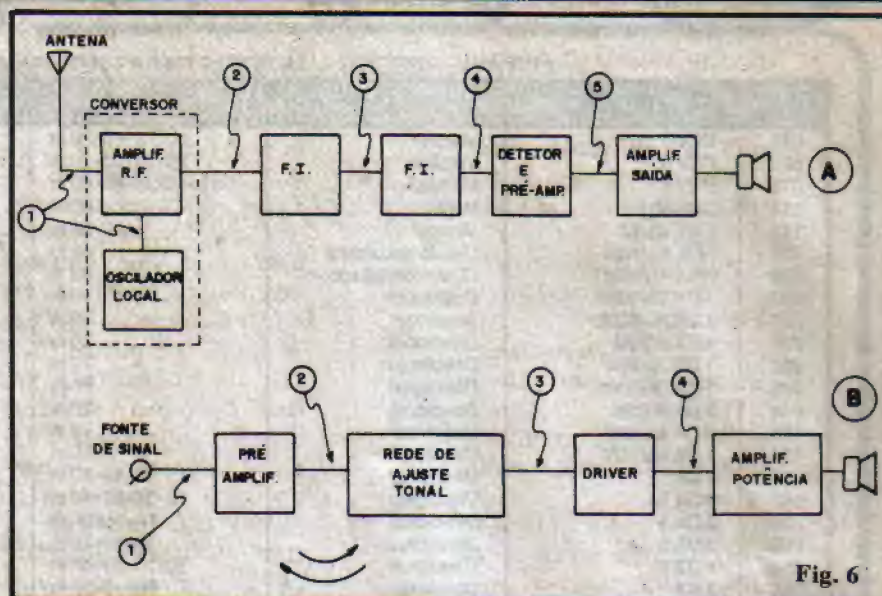 ANTENA
CONVERSOR
AMPLIF.
R.F.
OSCILADOR
LOCAL
1
2
F.I.
3
F.I.
4
DETETOR
E
PRÉ-AMP.
5
AMPLIF.
SAÍDA
A
FONTE
DE SINAL
1
PRÉ
AMPLIF.
2
REDE DE
AJUSTE
TONAL
3
DRIVER
4
AMPLIF.
POTÊNCIA
B
Fig. 6